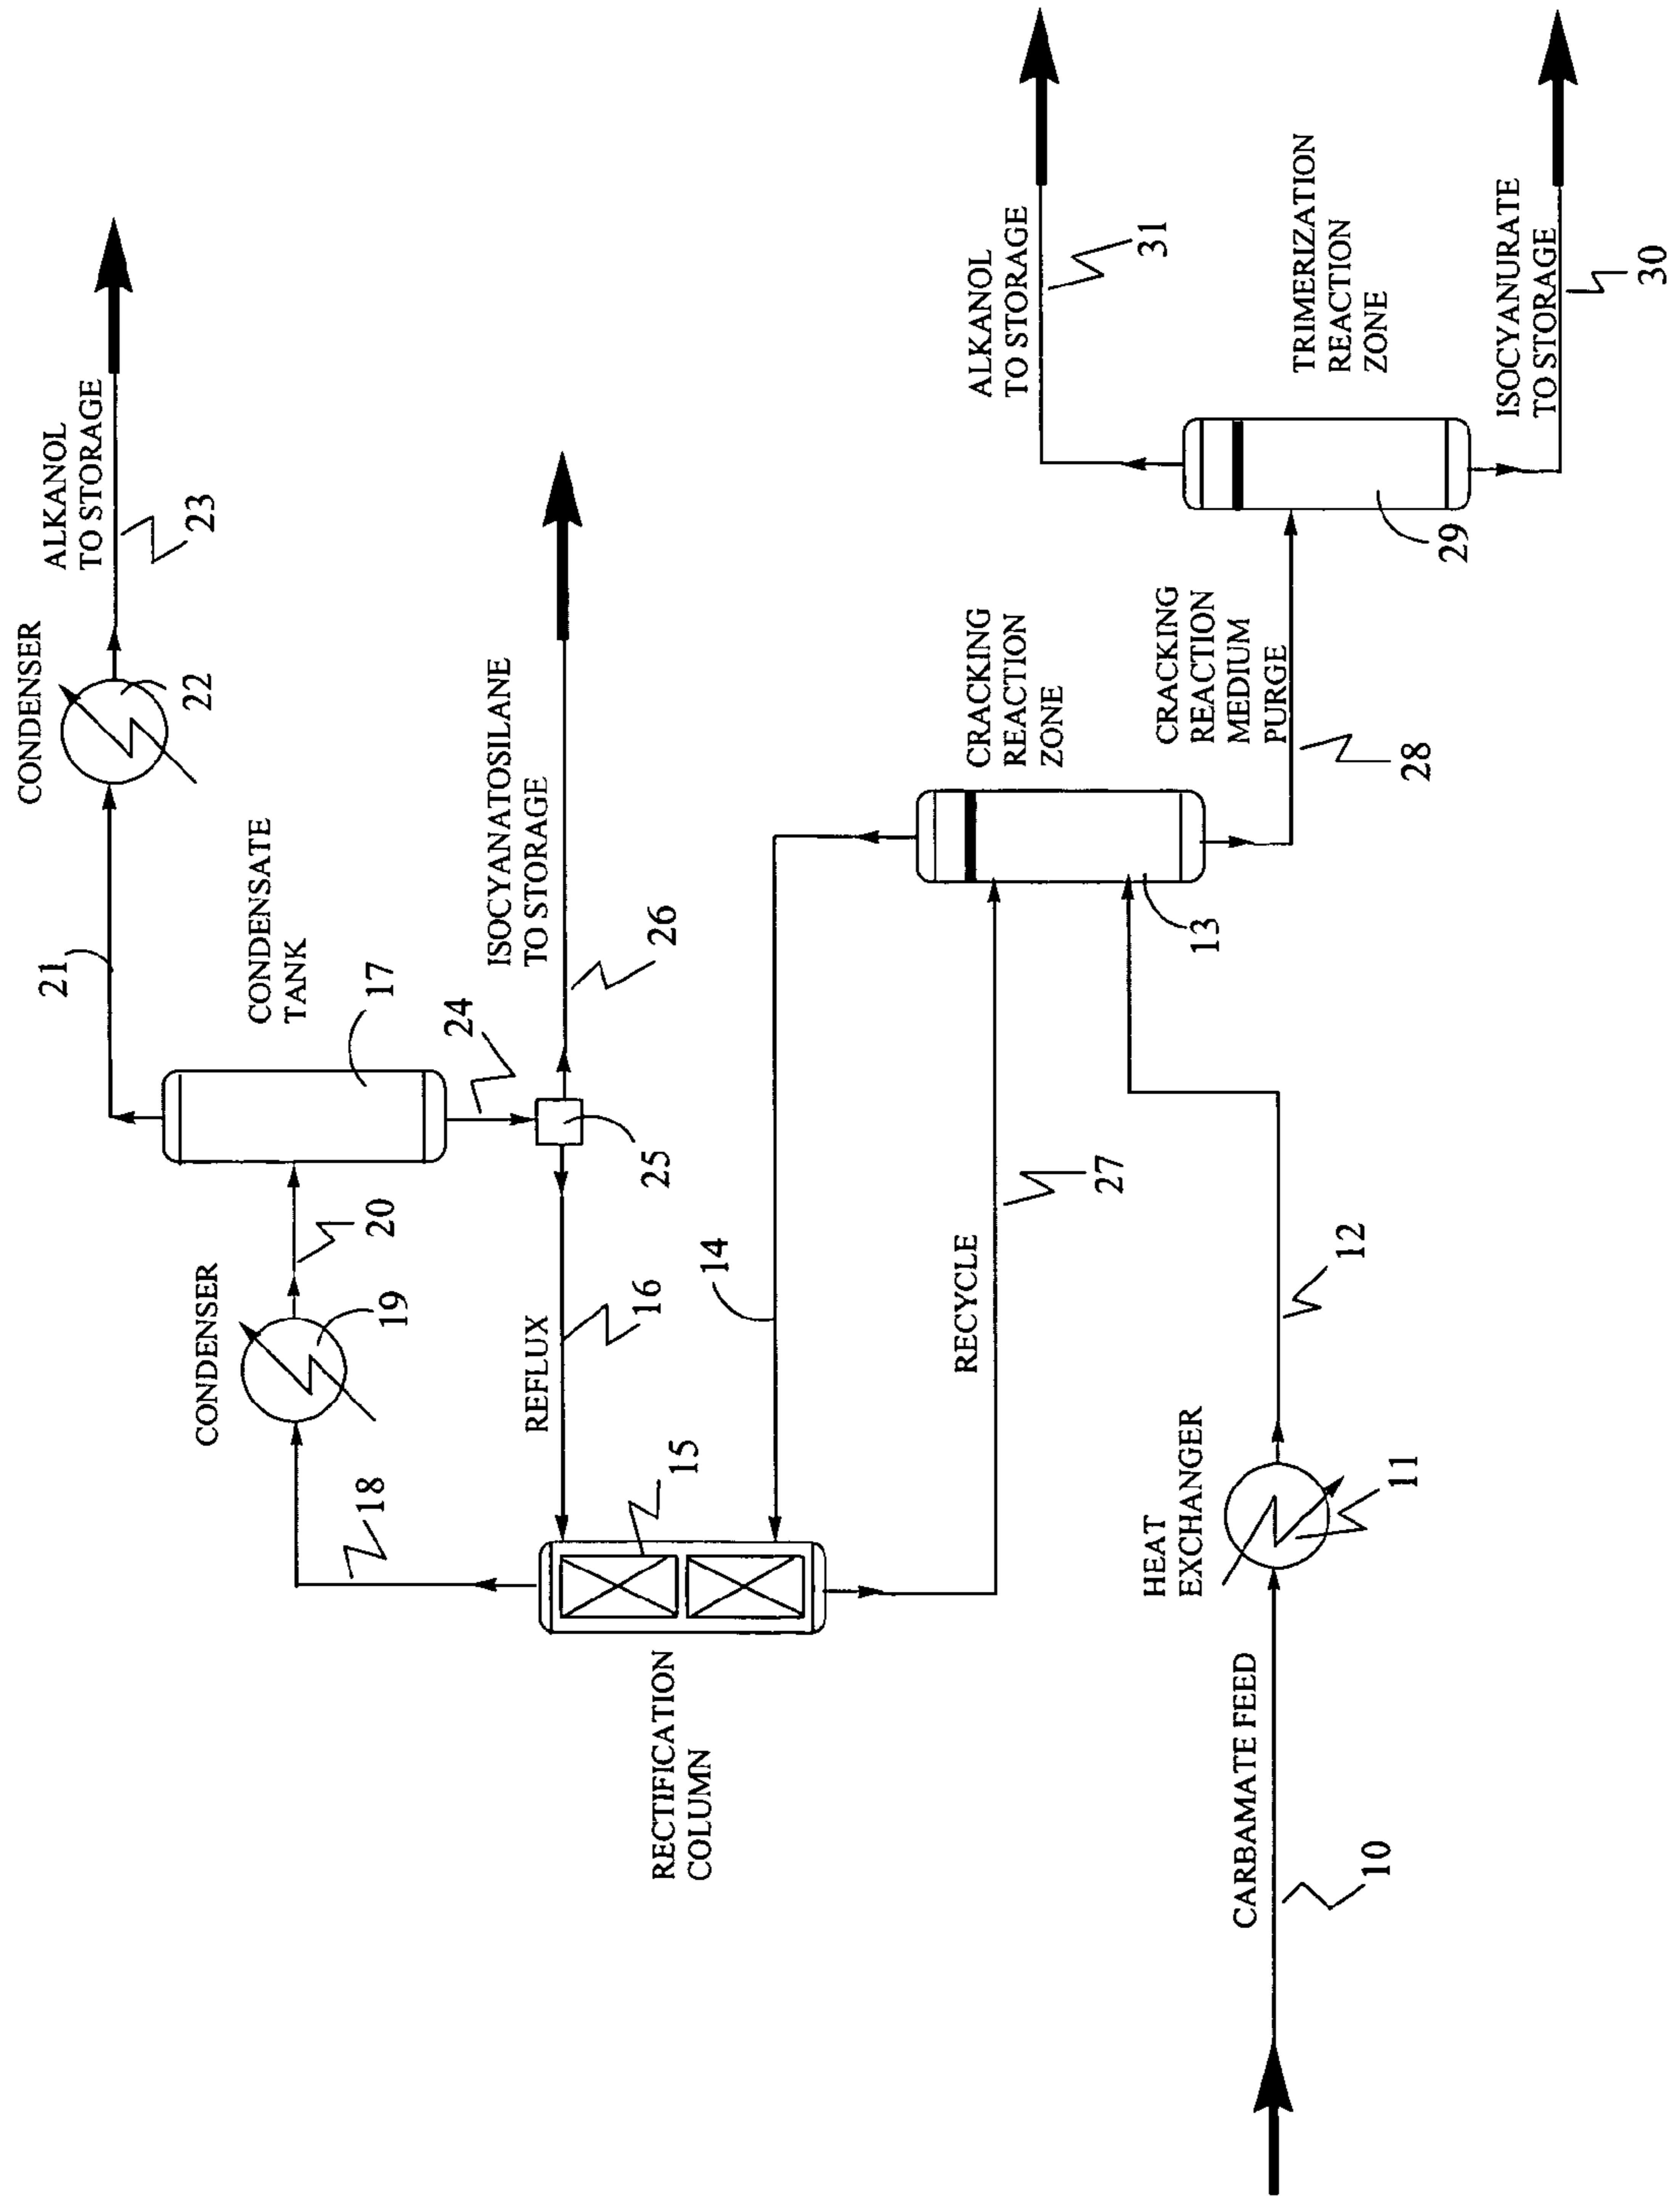 CONDENSER
22
ALKANOL
TO STORAGE
23
21
CONDENSATE
TANK
17
CONDENSER
19
20
18
24
25
ISOCYANATOSILANE
TO STORAGE
26
REFLUX
16
15
RECTIFICATION
COLUMN
14
RECYCLE
27
CRACKING
REACTION
ZONE
13
CRACKING
REACTION
MEDIUM
PURGE
28
ALKANOL
TO STORAGE
31
TRIMERIZATION
REACTION
ZONE
29
ISOCYANURATE
TO STORAGE
30
HEAT
EXCHANGER
11
12
CARBAMATE FEED
10